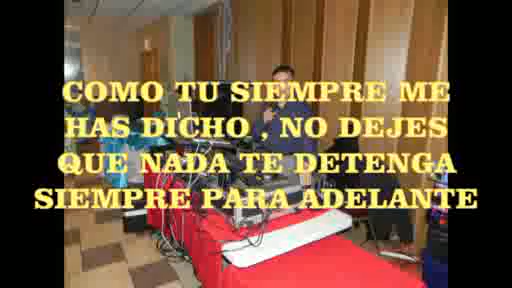 COMO TU SIEMPRE ME
HAS DICHO , NO DEJES
QUE NADA TE DETENGA
SIEMPRE PARA ADELANTE